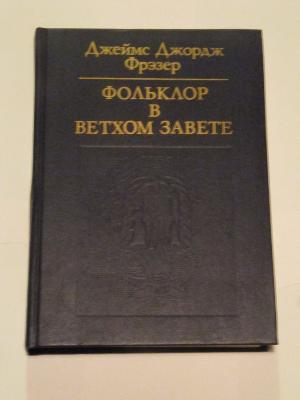 Джеймс Джордж
Фрэзер
ФОЛЬКЛОР
В
ВЕТХОМ ЗАВЕТЕ